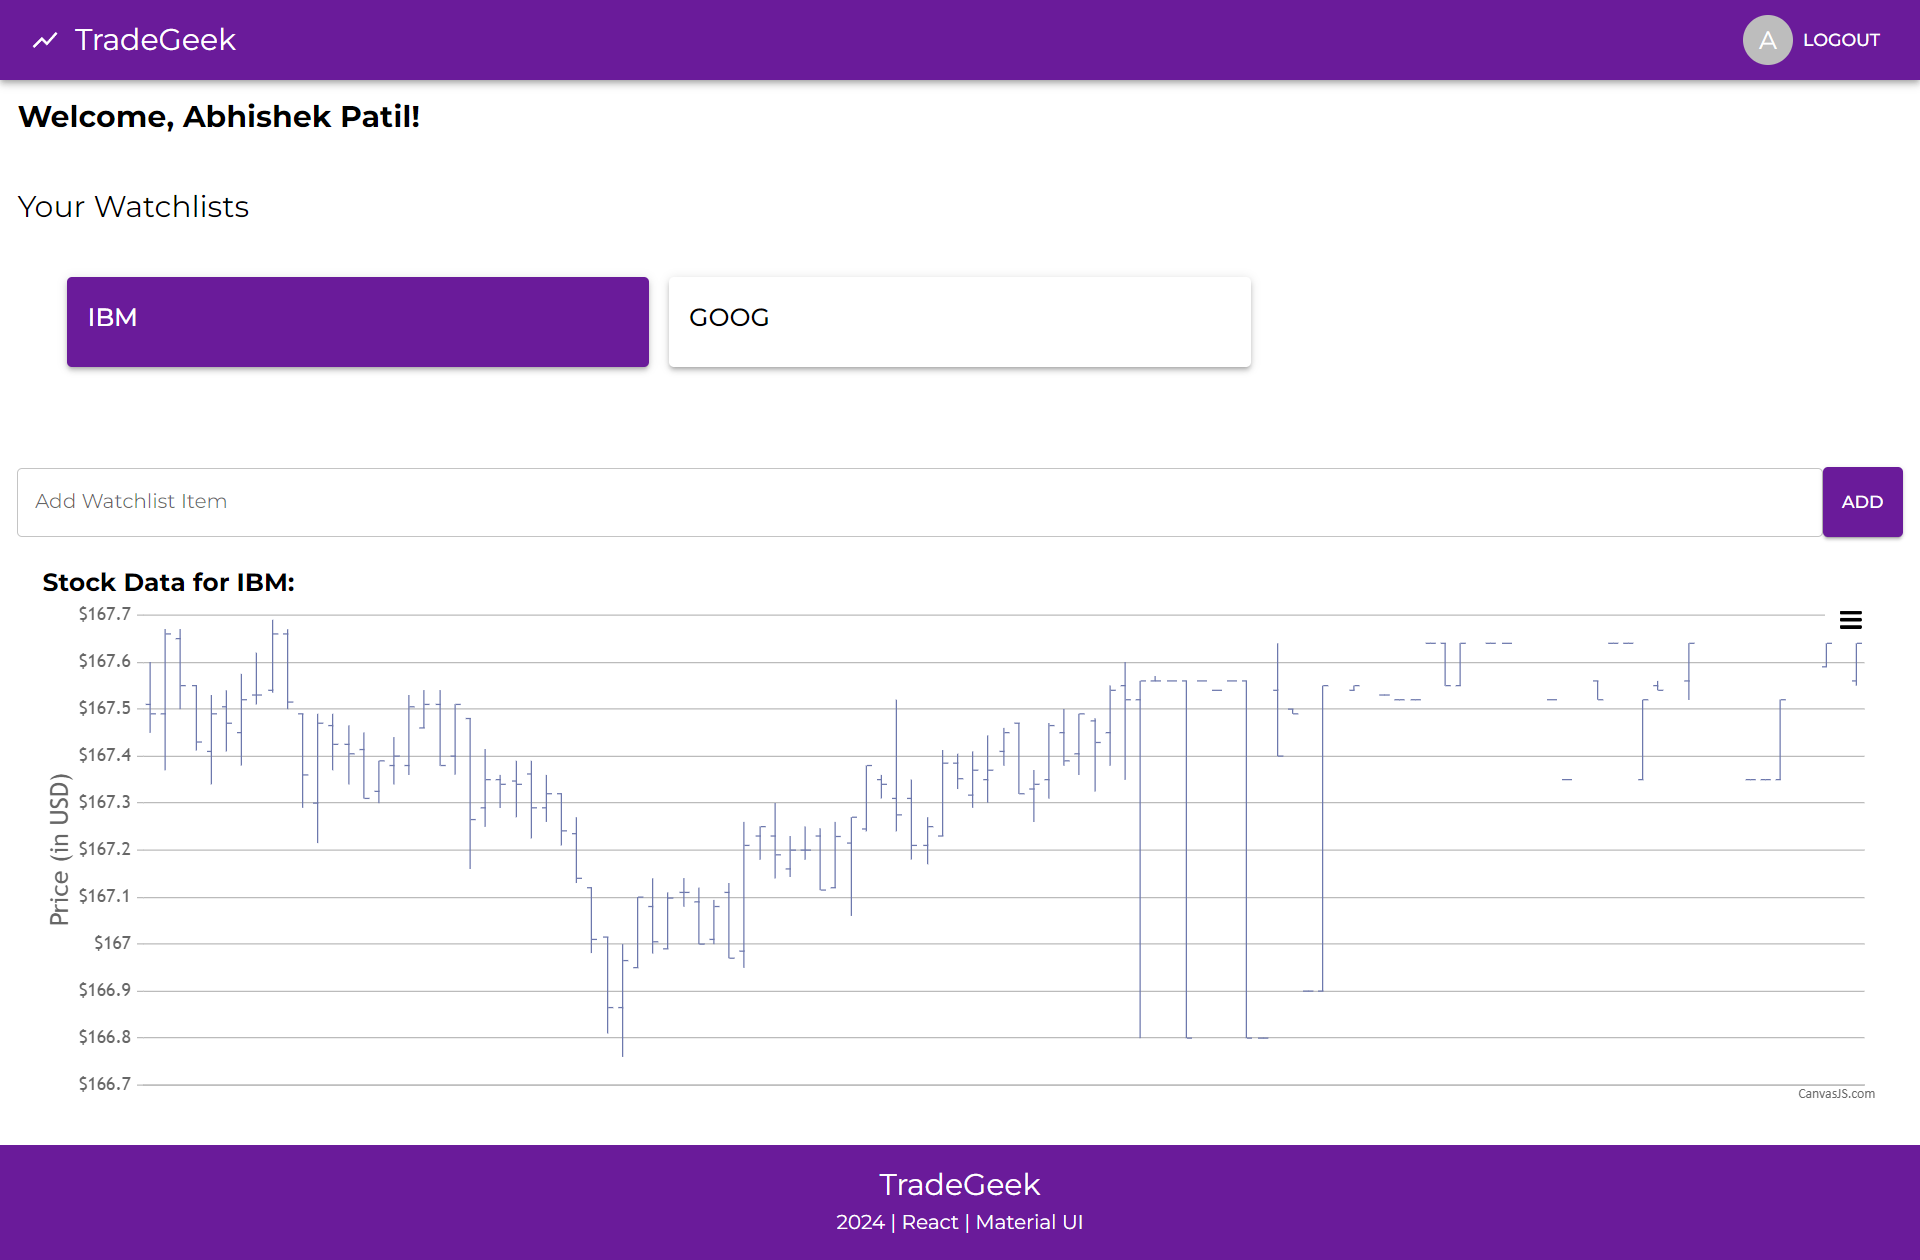 TradeGeek
A LOGOUT
Welcome, Abhishek Patil!
Your Watchlists
IBM
GOOG
Add Watchlist Item
ADD
Stock Data for IBM:
Price (in USD)
$167.7
$167.6
$167.5
$167.4
$167.3
$167.2
$167.1
$167
$166.9
$166.8
$166.7
CanvasJS.com
TradeGeek
2024 | React | Material UI